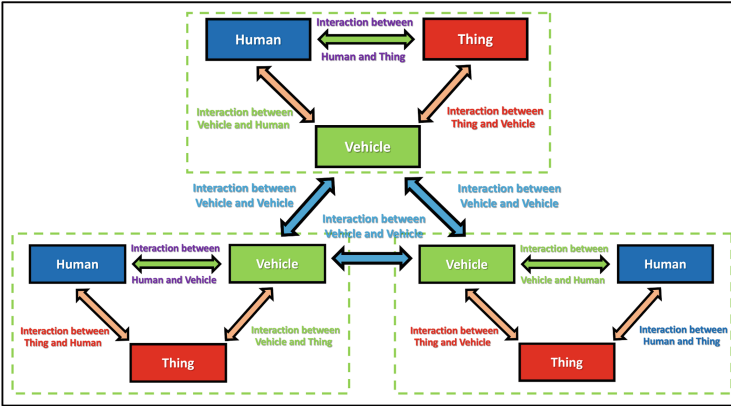 Interaction between
Human
Thing
Human and Thing
Interaction between
Vehicle and Human
Interaction between
Thing and Vehicle
Vehicle
Interaction between
Vehicle and Vehicle
Interaction between
Vehicle and Vehicle
Interaction between
Vehicle and Vehicle
Interaction between
Human
Vehicle
Human and Vehicle
Interaction between
Thing and Human
Interaction between
Vehicle and Thing
Thing
Interaction between
Vehicle
Human
Vehicle and Human
Interaction between
Thing and Vehicle
Interaction between
Human and Thing
Thing